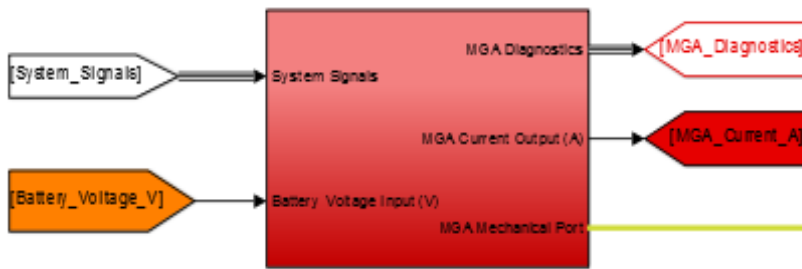 MGA Diagnostics
[MGA_Diagnostics]
[System_Signals]
System Signals
MGA Current Output (A)
[MGA_Current_A]
[Battery_Voltage_V]
Battery Voltage Input (V)
MGA Mechanical Port